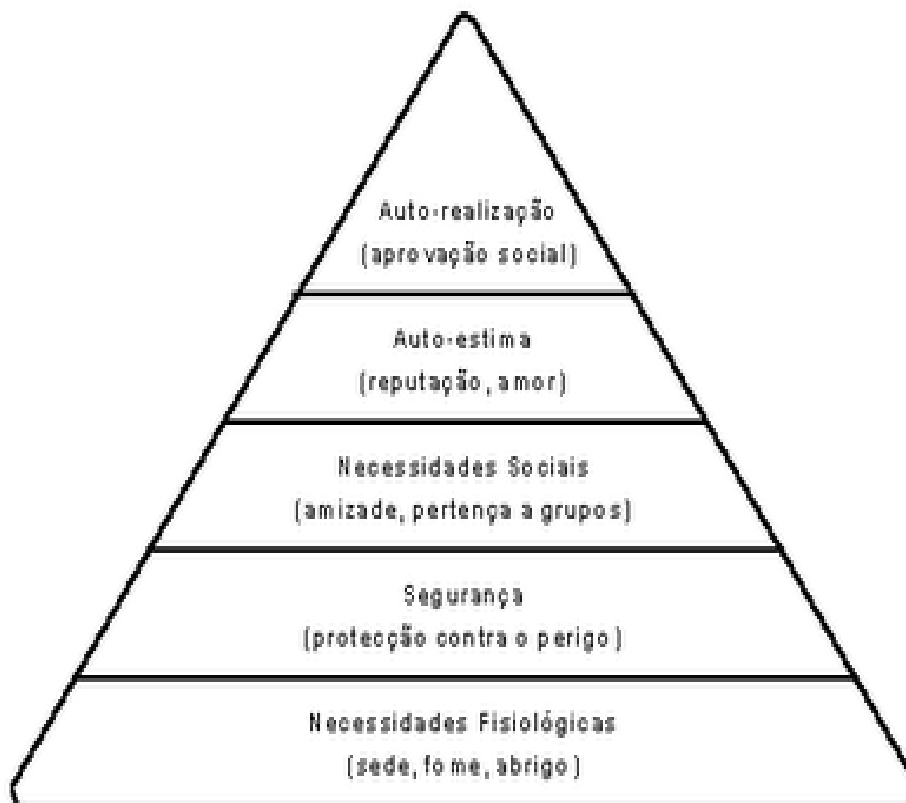 Auto-realização
(aprovação social)
Auto-estima
(reputação, amor)
Necessidades Sociais
(amizade, pertença a grupos)
Segurança
(protecção contra o perigo)
Necessidades Fisiológicas
(sede, fome, abrigo)